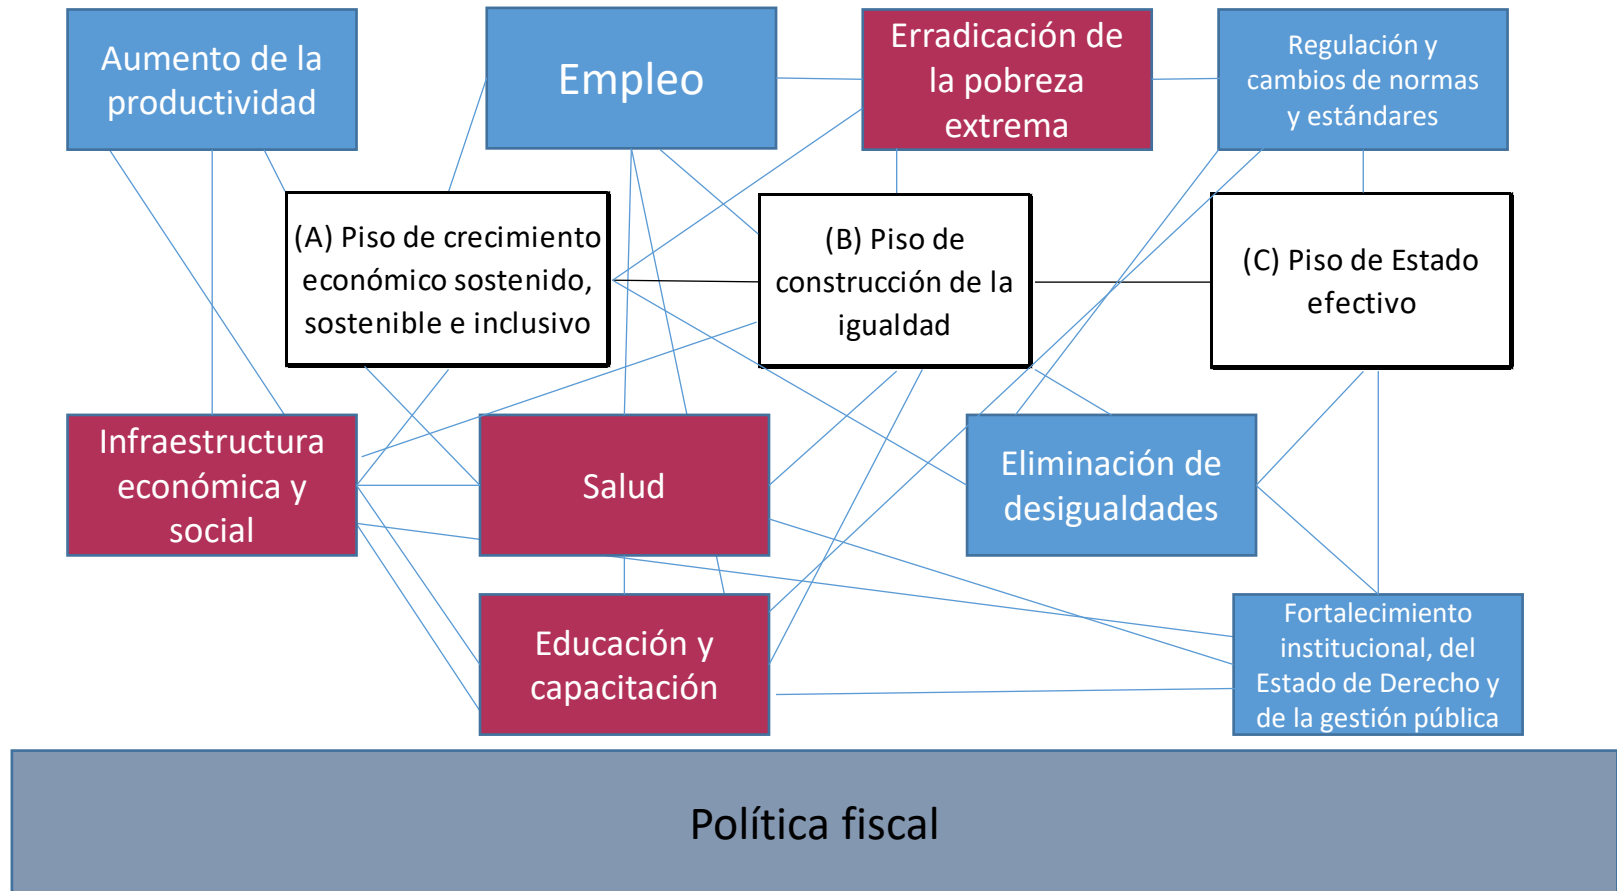 Aumento de la
productividad
Empleo
Erradicación de
la pobreza
extrema
Regulación y
cambios de normas
y estándares
(A) Piso de crecimiento
económico sostenido,
sostenible e inclusivo
(B) Piso de
construcción de la
igualdad
(C) Piso de Estado
efectivo
Infraestructura
económica y
social
Salud
Eliminación de
desigualdades
Educación y
capacitación
Fortalecimiento
institucional, del
Estado de Derecho y
de la gestión pública
Política fiscal